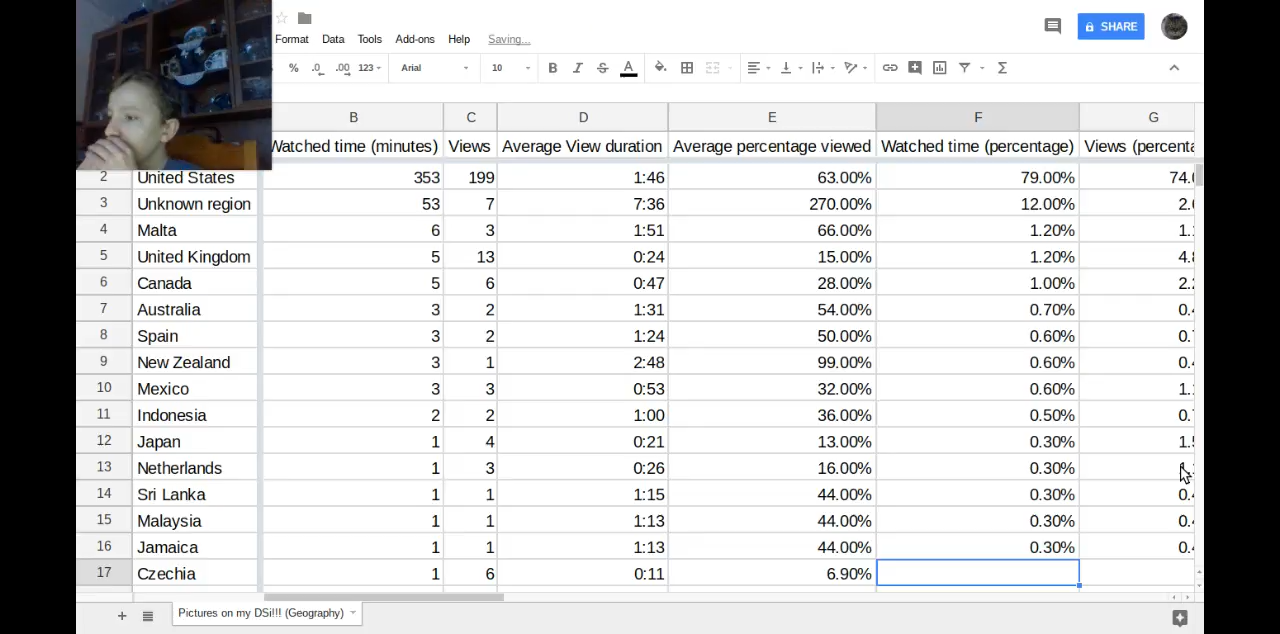 Format Data Tools Add-ons Help Saving...
SHARE
% .0 .00 123 Arial 10 B I S A
B C D E F G
Watched time (minutes) Views Average View duration Average percentage viewed Watched time (percentage) Views (percenta
2 United States 353 199 1:46 63.00% 79.00% 74.0
3 Unknown region 53 7 7:36 270.00% 12.00% 2.
4 Malta 6 3 1:51 66.00% 1.20% 1.
5 United Kingdom 5 13 0:24 15.00% 1.20% 4.8
6 Canada 5 6 0:47 28.00% 1.00% 2.2
7 Australia 3 2 1:31 54.00% 0.70% 0.4
8 Spain 3 2 1:24 50.00% 0.60% 0.
9 New Zealand 3 1 2:48 99.00% 0.60% 0.4
10 Mexico 3 3 0:53 32.00% 0.60% 1.
11 Indonesia 2 2 1:00 36.00% 0.50% 0.
12 Japan 1 4 0:21 13.00% 0.30% 1.5
13 Netherlands 1 3 0:26 16.00% 0.30%
14 Sri Lanka 1 1 1:15 44.00% 0.30% 0.4
15 Malaysia 1 1 1:13 44.00% 0.30% 0.4
16 Jamaica 1 1 1:13 44.00% 0.30% 0.4
17 Czechia 1 6 0:11 6.90%
Pictures on my DSi!!! (Geography)